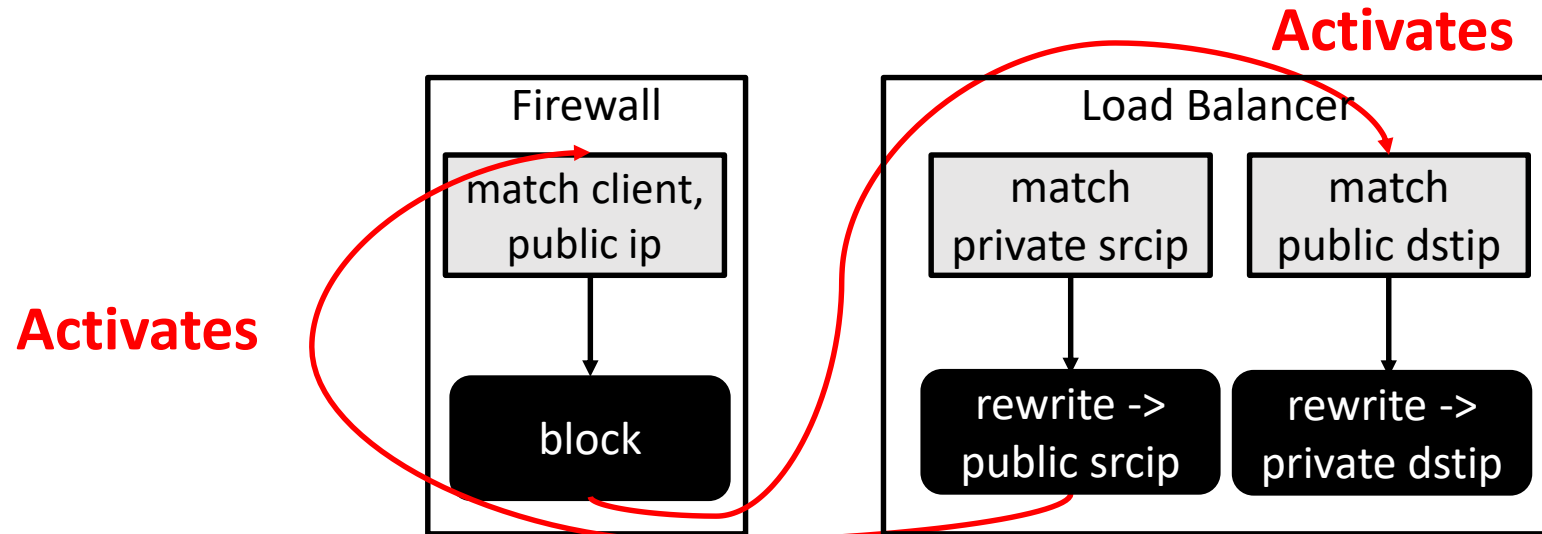 Activates
Firewall
Load Balancer
match client,
public ip
match
private srcip
match
public dstip
Activates
block
rewrite ->
public srcip
rewrite ->
private dstip